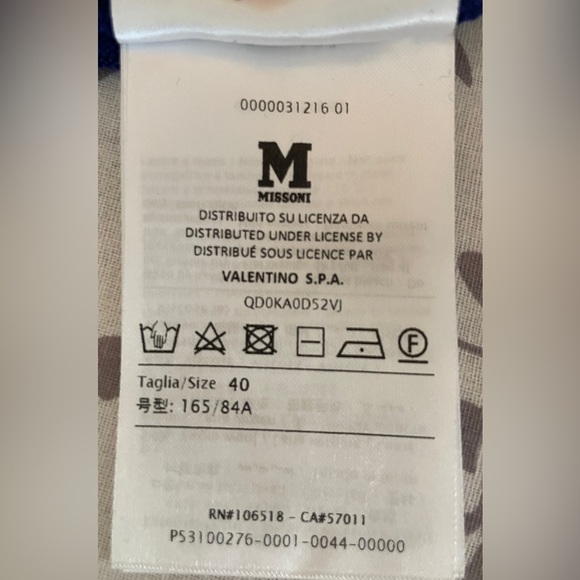 0000031216 01
M
MISSONI
DISTRIBUITO SU LICENZA DA
DISTRIBUTED UNDER LICENSE BY
DISTRIBUÉ SOUS LICENCE PAR
VALENTINO S.P.A.
QD0KA0D52VJ
F
Taglia/Size 40
号型: 165/84A
RN#106518 – CA#57011
PS3100276-0001-0044-00000